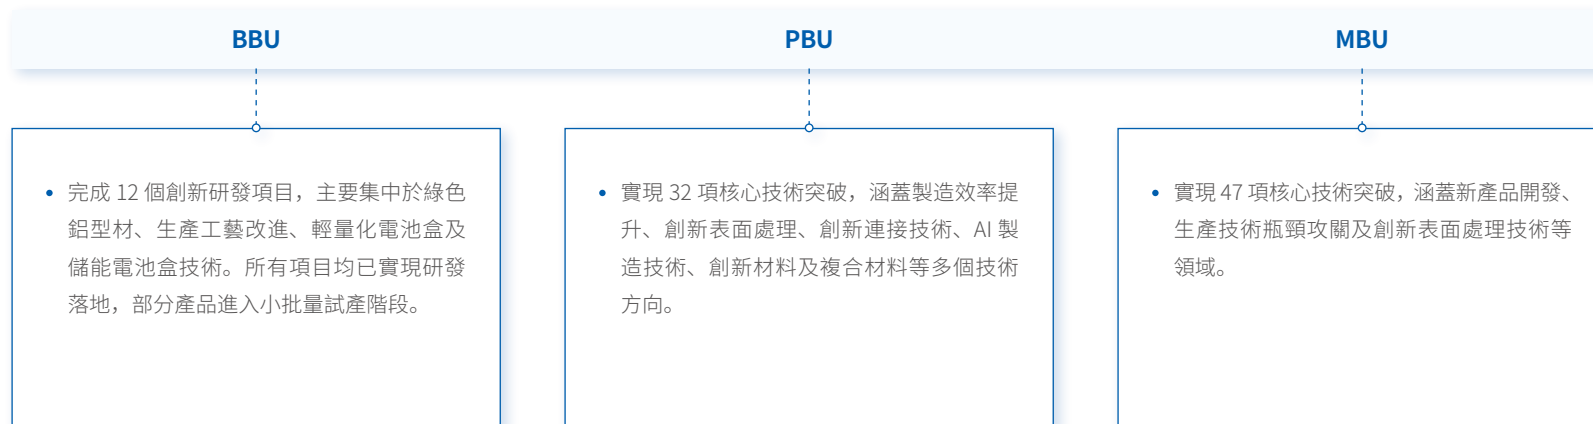 BBU
PBU
MBU
• 完成 12 個創新研發項目，主要集中於綠色
鋁型材、生產工藝改進、輕量化電池盒及
儲能電池盒技術。所有項目均已實現研發
落地，部分產品進入小批量試產階段。
• 實現 32 項核心技術突破，涵蓋製造效率提
升、創新表面處理、創新連接技術、AI 製
造技術、創新材料及複合材料等多個技術
方向。
• 實現 47 項核心技術突破，涵蓋新產品開發、
生產技術瓶頸攻關及創新表面處理技術等
領域。